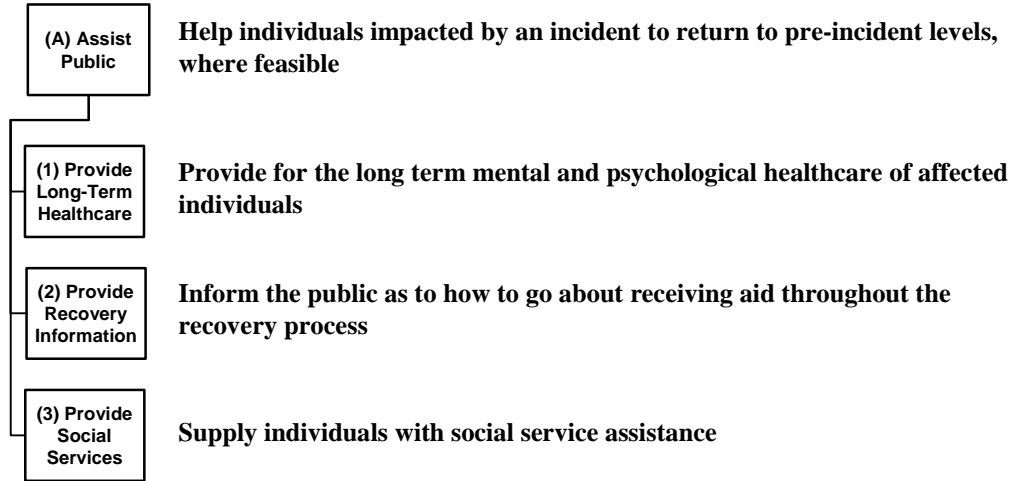 (A) Assist
Public
Help individuals impacted by an incident to return to pre-incident levels,
where feasible
(1) Provide
Long-Term
Healthcare
Provide for the long term mental and psychological healthcare of affected
individuals
(2) Provide
Recovery
Information
Inform the public as to how to go about receiving aid throughout the
recovery process
(3) Provide
Social
Services
Supply individuals with social service assistance